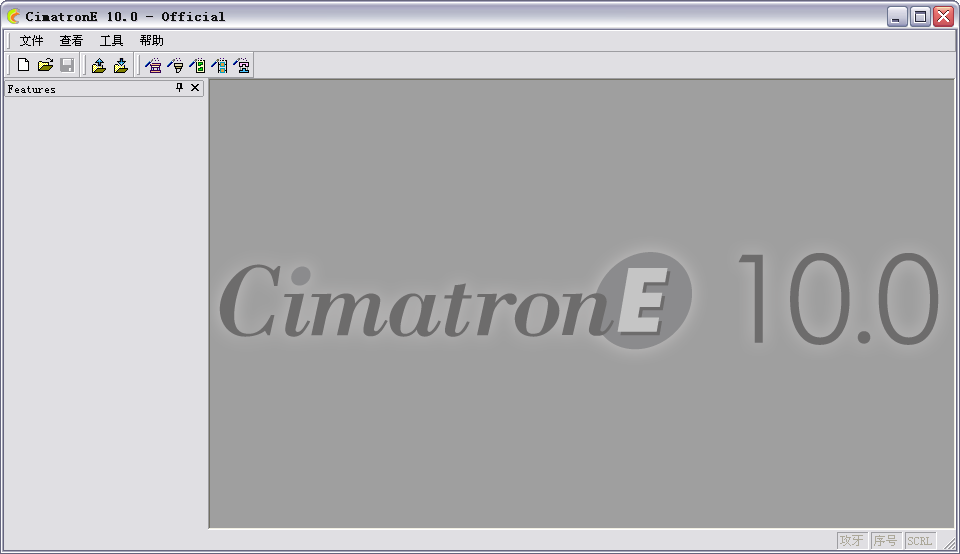 CimatronE 10.0 - Official
文件 查看 工具 帮助
Features
CimatronE 10.0
攻牙 序号 SCRL